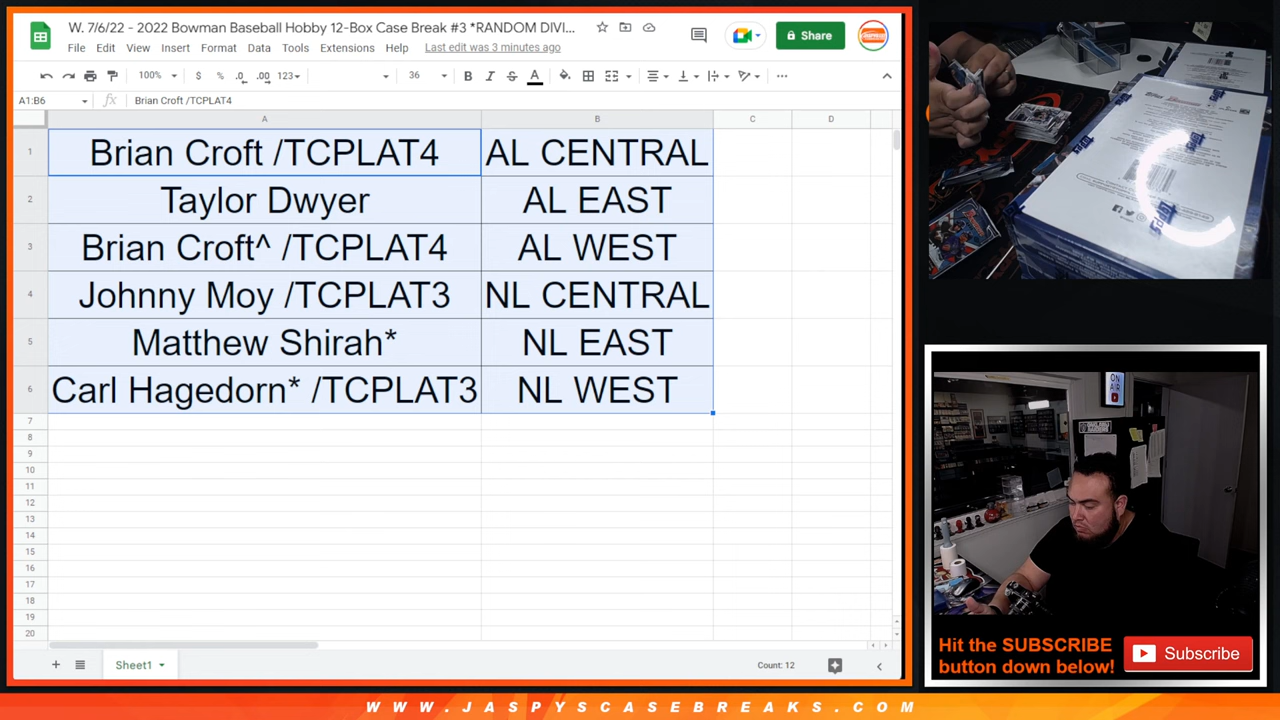 W. 7/6/22 - 2022 Bowman Baseball Hobby 12-Box Case Break #3 *RANDOM DIVI...
File Edit View Insert Format Data Tools Extensions Help Last edit was 3 minutes ago
Share
100% $ % .0 .00 123 36 B I S A
A1:B6 fx Brian Croft /TCPLAT4
A B C D
1 Brian Croft /TCPLAT4 AL CENTRAL
2 Taylor Dwyer AL EAST
3 Brian Croft^ /TCPLAT4 AL WEST
4 Johnny Moy /TCPLAT3 NL CENTRAL
5 Matthew Shirah* NL EAST
6 Carl Hagedorn* /TCPLAT3 NL WEST
7
8
9
10
11
12
13
14
15
16
17
18
19
20
Sheet1 Count: 12
ON
AIR
Hit the SUBSCRIBE
button down below!
Subscribe
WWW.JASPYSCASEBREAKS.COM